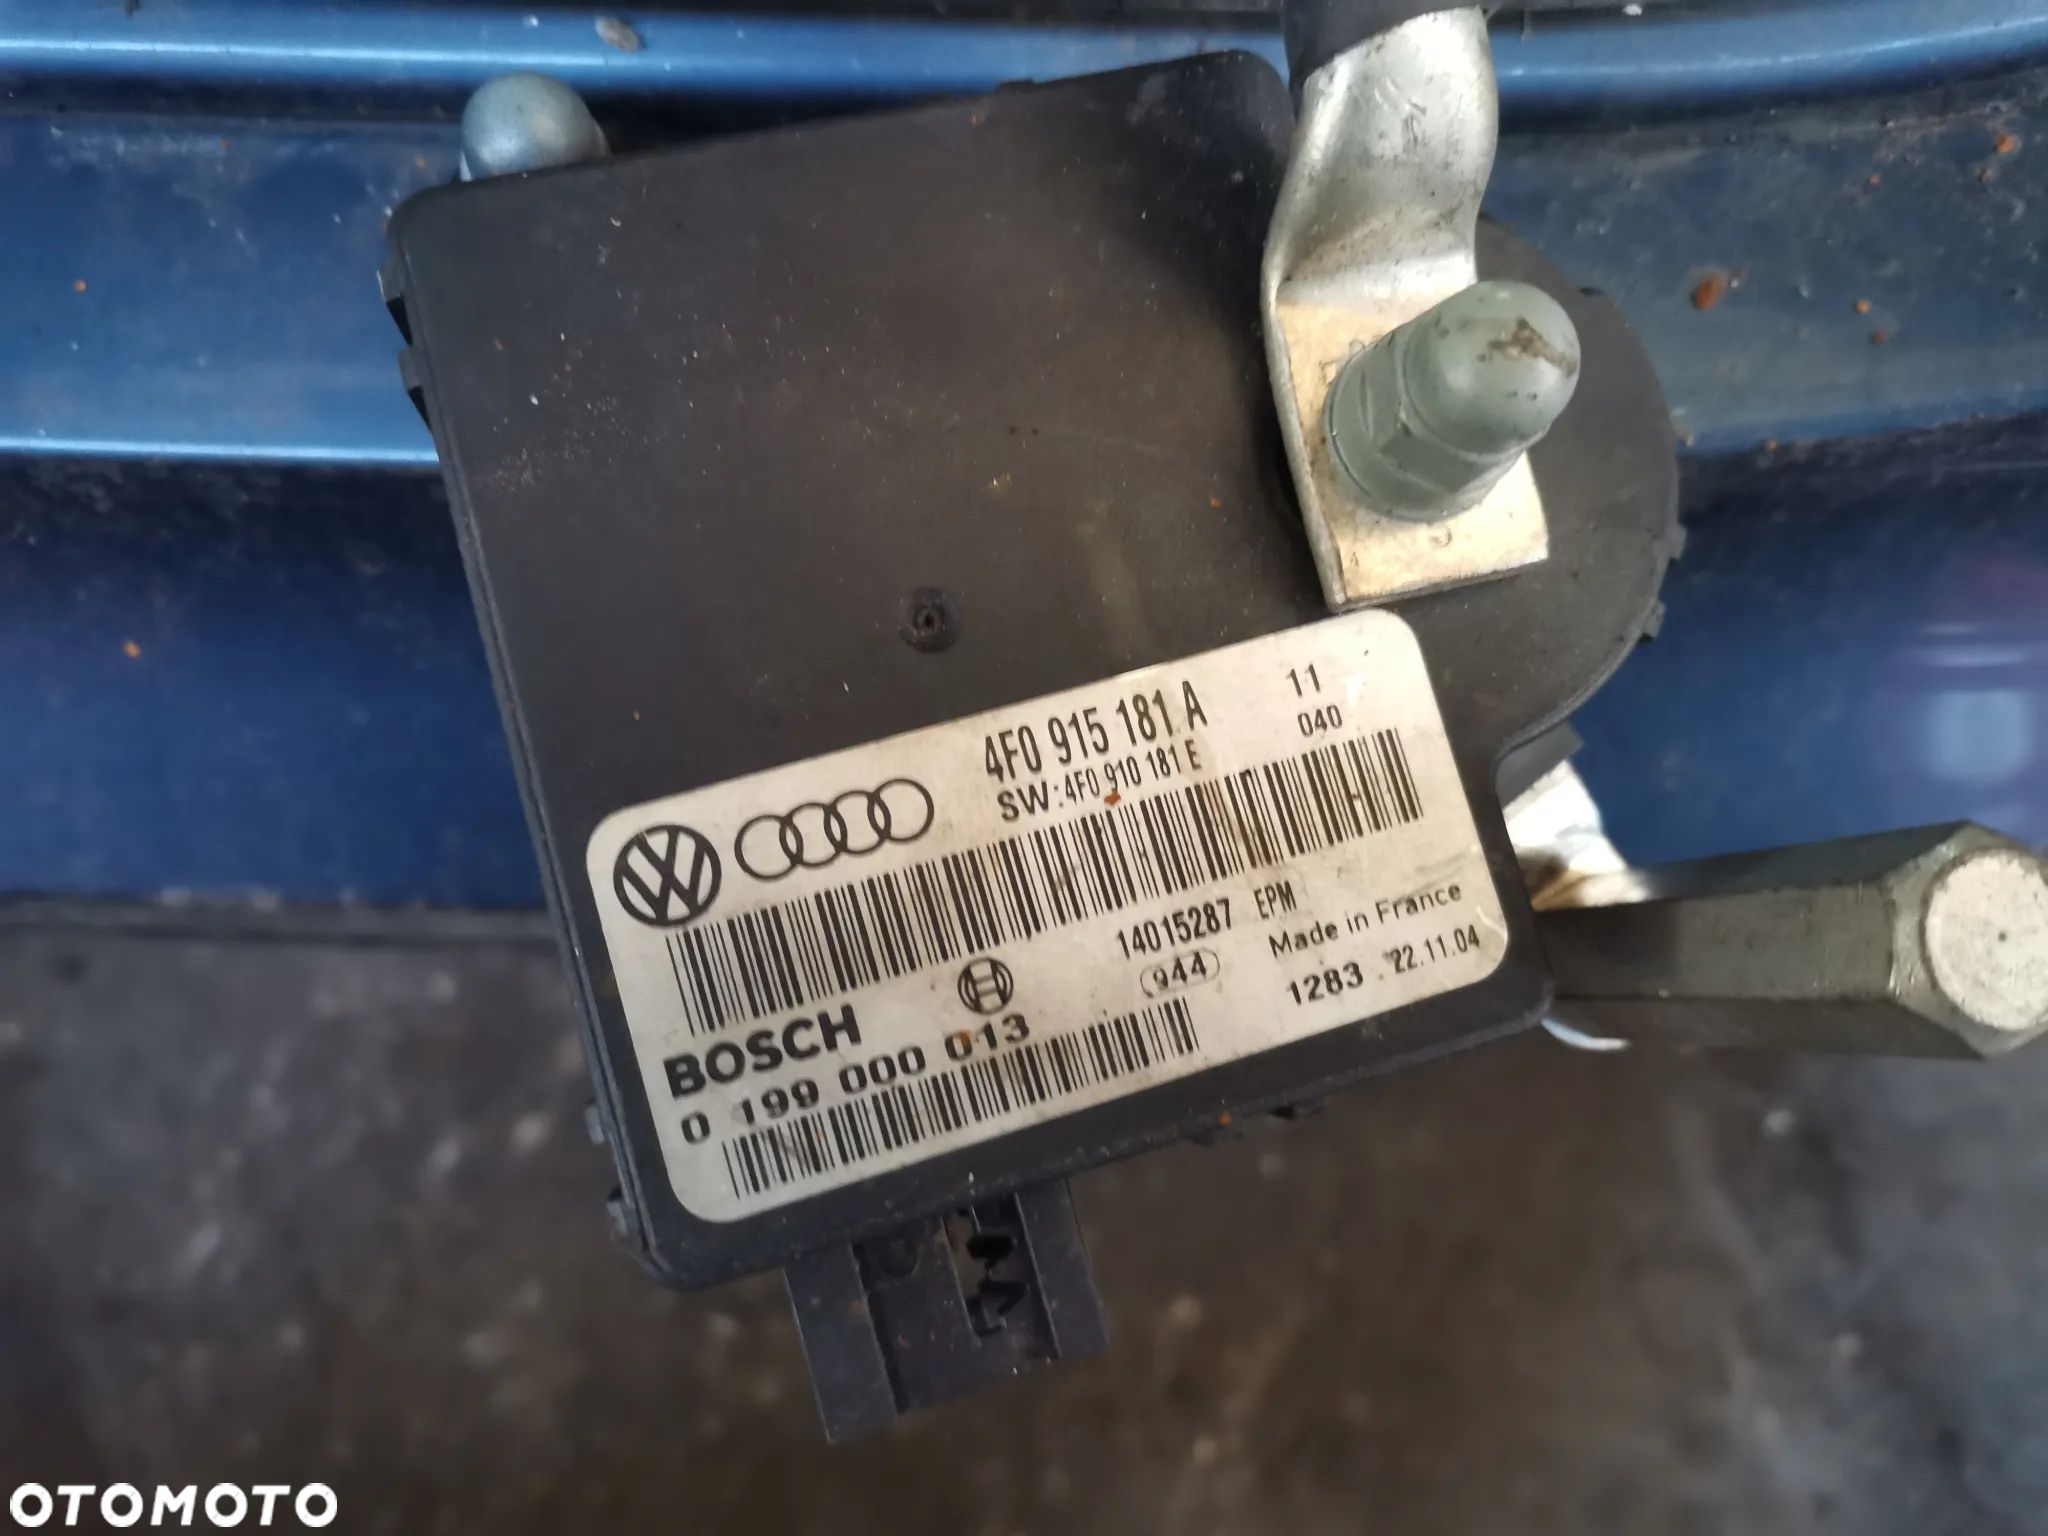 4F0 915 181 A
11
SW:4F0 910 181 E
040
14015287 EPM
944
Made in France
1283 . 22.11.04
BOSCH
0 199 000 013
OTOMOTO